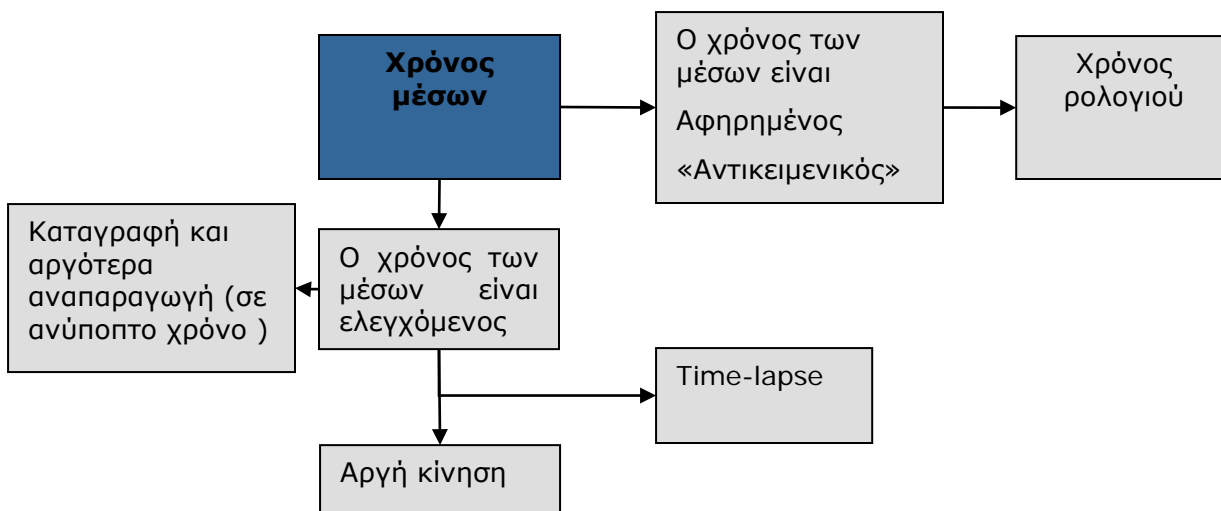 Χρόνος
μέσων
Ο χρόνος των
μέσων είναι
Αφηρημένος
«Αντικειμενικός»
Χρόνος
ρολογιού
Καταγραφή και
αργότερα
αναπαραγωγή (σε
ανύποπτο χρόνο )
Ο χρόνος των
μέσων είναι
ελεγχόμενος
Time-lapse
Αργή κίνηση